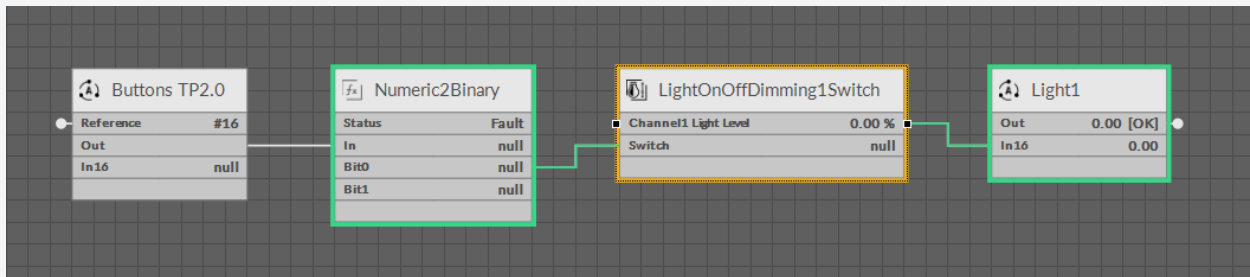 Buttons TP2.0
Reference #16
Out
In16 null
Numeric2Binary
Status Fault
In null
Bit0 null
Bit1 null
LightOnOffDimming1Switch
Channel1 Light Level 0.00 %
Switch null
Light1
Out 0.00 [OK]
In16 0.00